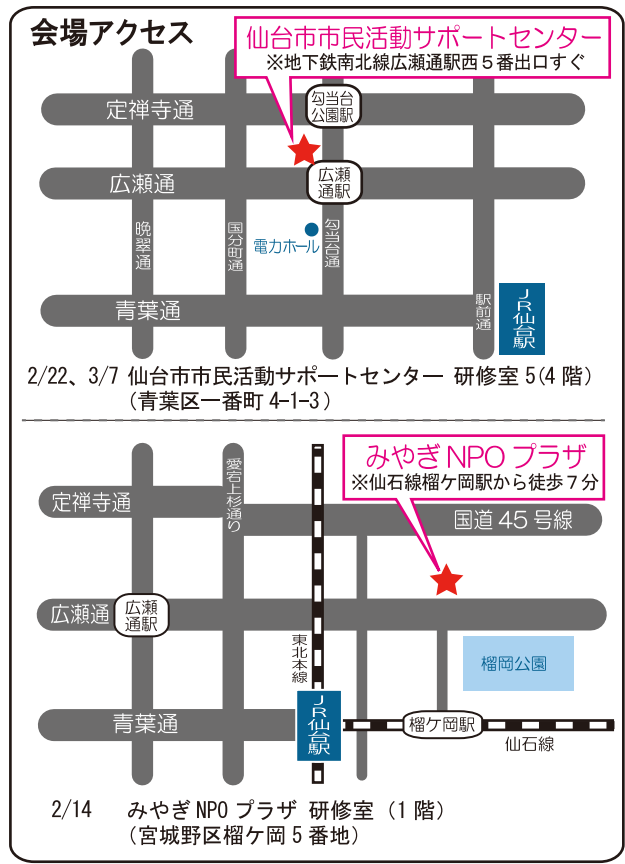 会場アクセス
仙台市市民活動サポートセンター
※地下鉄南北線広瀬通駅西5番出口すぐ
定禅寺通
勾当台
公園駅
広瀬通
広瀬
通駅
晩翠通
国分町通
電力ホール
勾当台通
青葉通
駅前通
JR仙台駅
2/22、3/7 仙台市市民活動サポートセンター 研修室5(4階)
(青葉区一番町4-1-3)
みやぎNPOプラザ
※仙石線榴ケ岡駅から徒歩7分
愛宕上杉通り
定禅寺通
国道45号線
広瀬通
広瀬
通駅
東北本線
榴岡公園
青葉通
JR仙台駅
榴ケ岡駅
仙石線
2/14 みやぎNPOプラザ 研修室(1階)
(宮城野区榴ケ岡5番地)